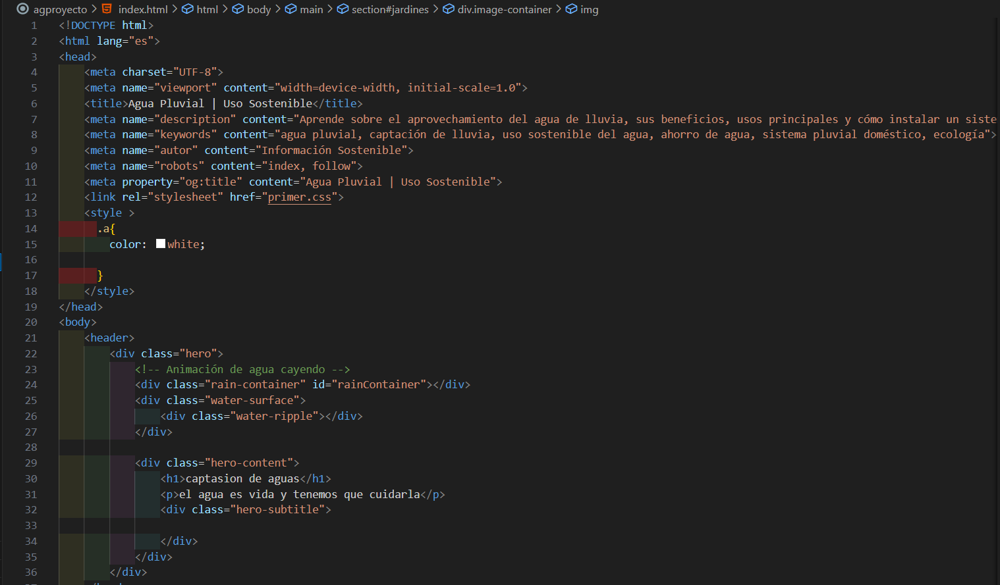 agproyecto > index.html > html > body > main > section#jardines > div.image-container > img
1 <!DOCTYPE html>
2 <html lang="es">
3 <head>
4 <meta charset="UTF-8">
5 <meta name="viewport" content="width=device-width, initial-scale=1.0">
6 <title>Agua Pluvial | Uso Sostenible</title>
7 <meta name="description" content="Aprende sobre el aprovechamiento del agua de lluvia, sus beneficios, usos principales y cómo instalar un siste
8 <meta name="keywords" content="agua pluvial, captación de lluvia, uso sostenible del agua, ahorro de agua, sistema pluvial doméstico, ecología">
9 <meta name="autor" content="Información Sostenible">
10 <meta name="robots" content="index, follow">
11 <meta property="og:title" content="Agua Pluvial | Uso Sostenible">
12 <link rel="stylesheet" href="primer.css">
13 <style >
14 .a{
15 color: white;
16
17 }
18 </style>
19 </head>
20 <body>
21 <header>
22 <div class="hero">
23 <!-- Animación de agua cayendo -->
24 <div class="rain-container" id="rainContainer"></div>
25 <div class="water-surface">
26 <div class="water-ripple"></div>
27 </div>
28
29 <div class="hero-content">
30 <h1>captasion de aguas</h1>
31 <p>el agua es vida y tenemos que cuidarla</p>
32 <div class="hero-subtitle">
33
34 </div>
35 </div>
36 </div>